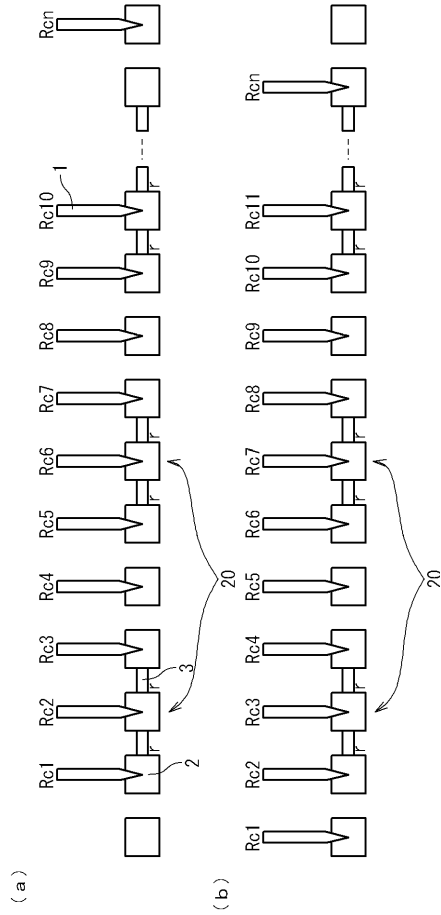 (a)
Rc1 Rc2 Rc3 Rc4 Rc5 Rc6 Rc7 Rc8 Rc9 Rc10 Rcn
1
r r r r r r
2 3
20
(b)
Rc1 Rc2 Rc3 Rc4 Rc5 Rc6 Rc7 Rc8 Rc9 Rc10 Rc11 Rcn
r r r r r r
20